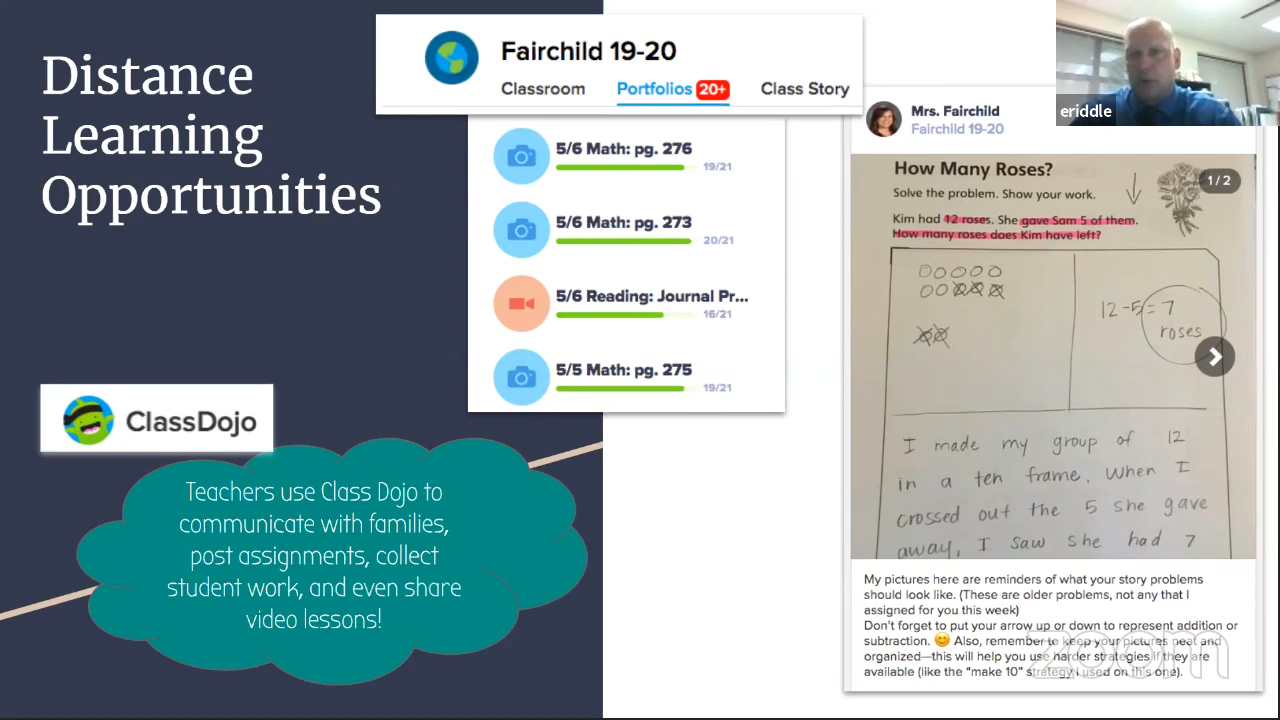 Distance
Learning
Opportunities
Fairchild 19-20
Classroom
Portfolios 20+
Class Story
5/6 Math: pg. 276
19/21
5/6 Math: pg. 273
20/21
5/6 Reading: Journal Pr...
16/21
5/5 Math: pg. 275
19/21
ClassDojo
Teachers use Class Dojo to
communicate with families,
post assignments, collect
student work, and even share
video lessons!
eriddle
Mrs. Fairchild
Fairchild 19-20
How Many Roses?
1/2
Solve the problem. Show your work.
Kim had 12 roses. She gave Sam 5 of them.
How many roses does Kim have left?
12-5=7
roses
I made my group of 12
in a ten frame. When I
crossed out the 5 she gave
away, I saw she had 7
My pictures here are reminders of what your story problems
should look like. (These are older problems, not any that I
assigned for you this week)
Don't forget to put your arrow up or down to represent addition or
subtraction. 😊 Also, remember to keep your pictures neat and
organized—this will help you use harder strategies if they are
available (like the "make 10" strategy I used on this one).
zoom